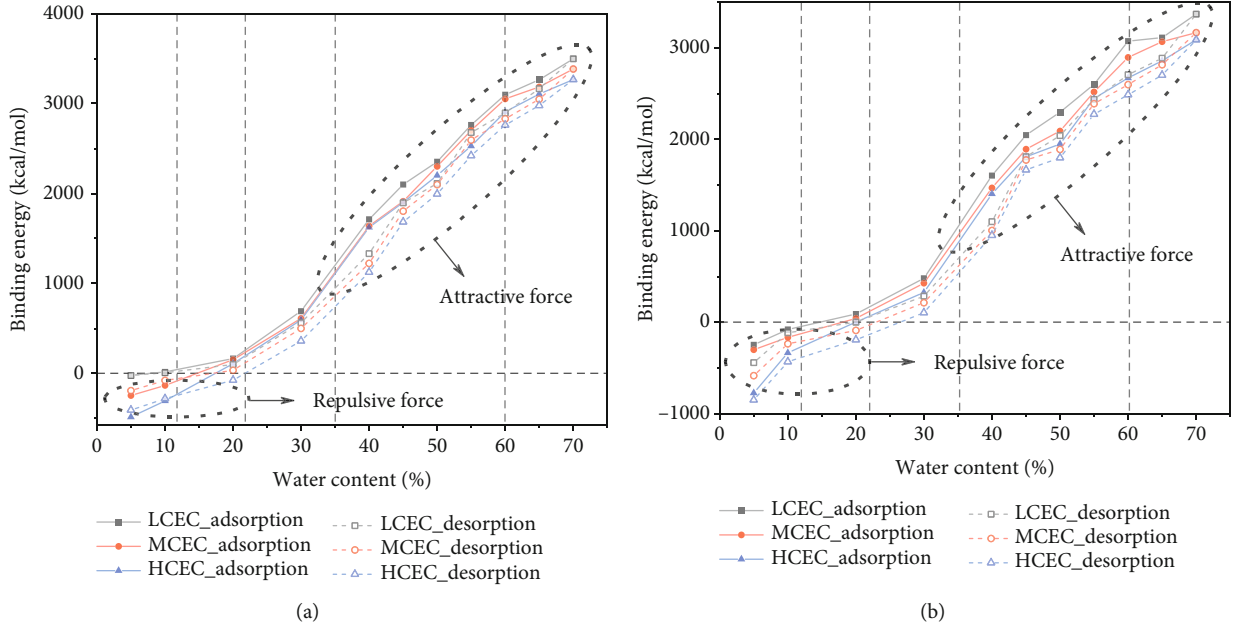 4000
3000
2000
1000
0
Binding energy (kcal/mol)
Attractive force
Repulsive force
0 10 20 30 40 50 60 70
Water content (%)
LCEC_adsorption LCEC_desorption
MCEC_adsorption MCEC_desorption
HCEC_adsorption HCEC_desorption
(a)
3000
2000
1000
0
−1000
Binding energy (kcal/mol)
Attractive force
Repulsive force
0 10 20 30 40 50 60 70
Water content (%)
LCEC_adsorption LCEC_desorption
MCEC_adsorption MCEC_desorption
HCEC_adsorption HCEC_desorption
(b)